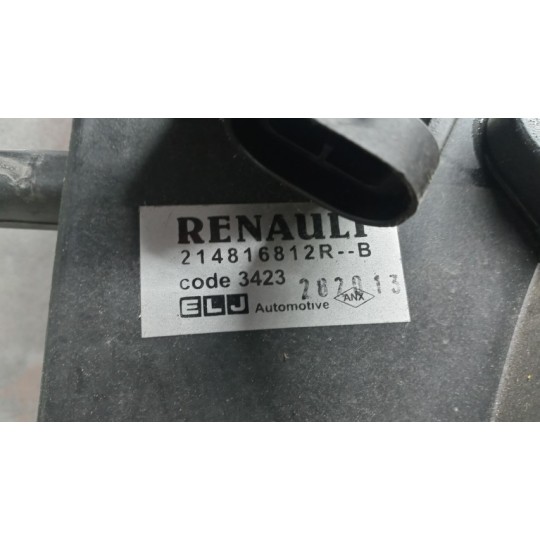 RENAULT
214816812R--B
code 3423 282013
ELJ Automotive ANX